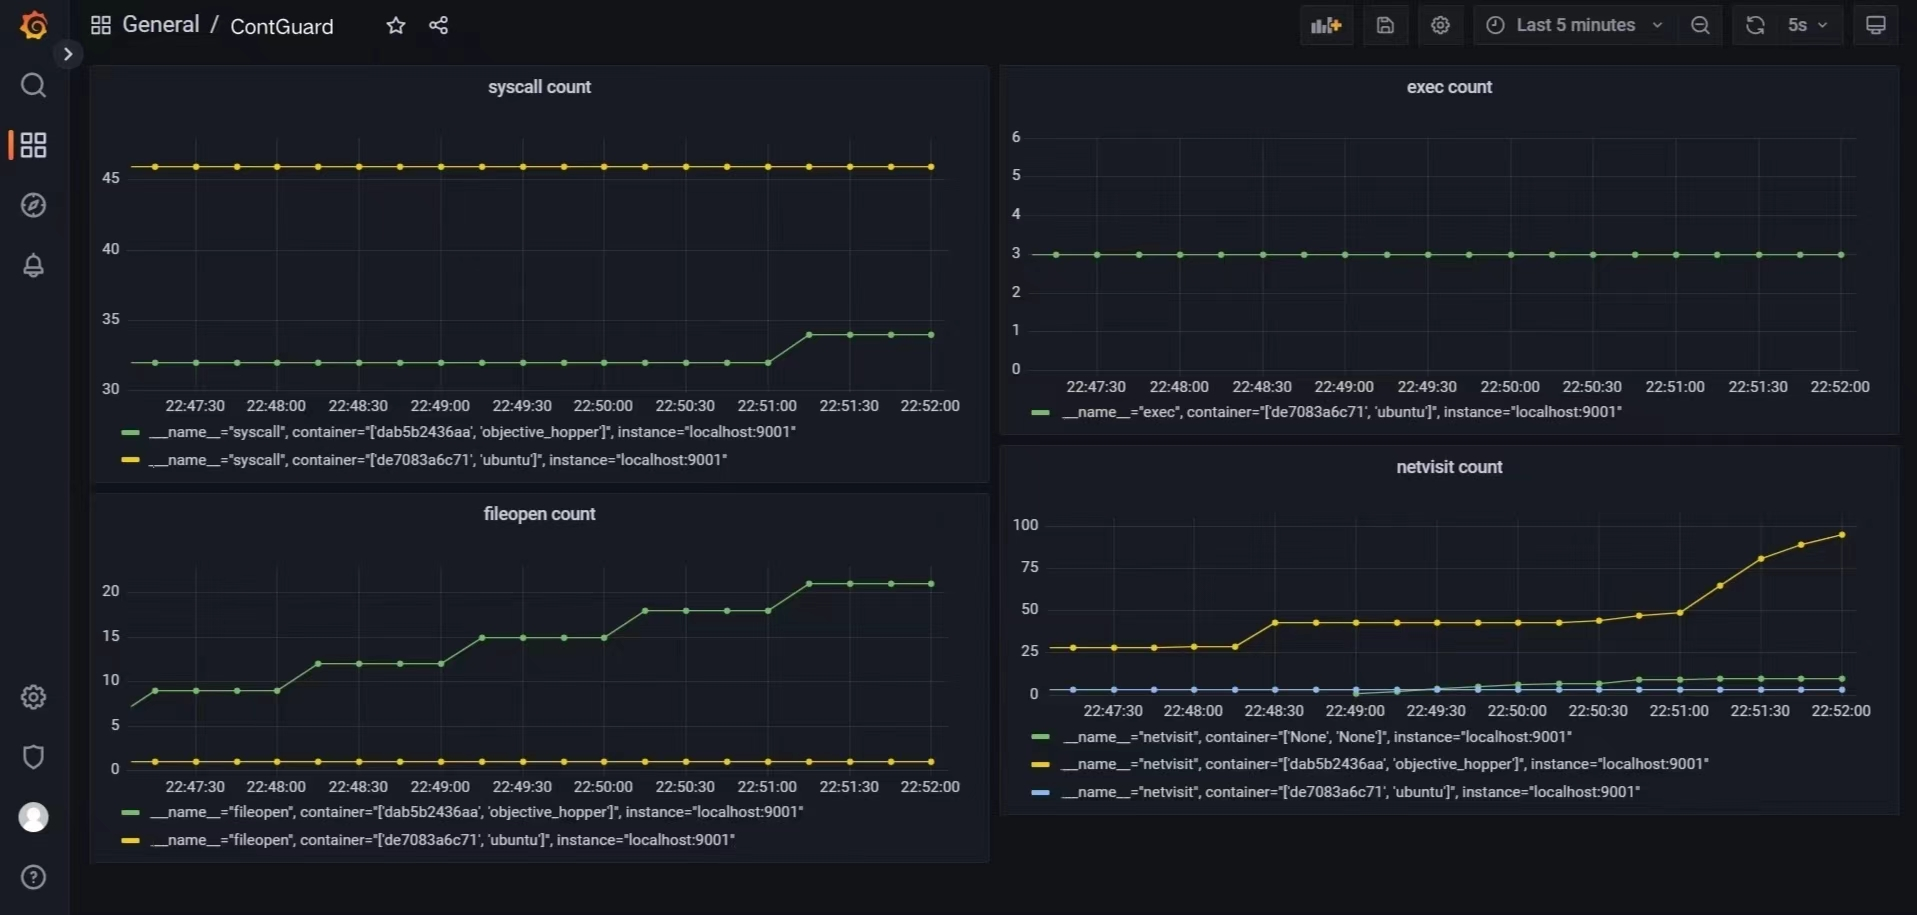 General / ContGuard
Last 5 minutes
5s
syscall count
45
40
35
30
22:47:30 22:48:00 22:48:30 22:49:00 22:49:30 22:50:00 22:50:30 22:51:00 22:51:30 22:52:00
__name__="syscall", container="['dab5b2436aa', 'objective_hopper']", instance="localhost:9001"
__name__="syscall", container="['de7083a6c71', 'ubuntu']", instance="localhost:9001"
exec count
6
5
4
3
2
1
0
22:47:30 22:48:00 22:48:30 22:49:00 22:49:30 22:50:00 22:50:30 22:51:00 22:51:30 22:52:00
__name__="exec", container="['de7083a6c71', 'ubuntu']", instance="localhost:9001"
fileopen count
20
15
10
5
0
22:47:30 22:48:00 22:48:30 22:49:00 22:49:30 22:50:00 22:50:30 22:51:00 22:51:30 22:52:00
__name__="fileopen", container="['dab5b2436aa', 'objective_hopper']", instance="localhost:9001"
__name__="fileopen", container="['de7083a6c71', 'ubuntu']", instance="localhost:9001"
netvisit count
100
75
50
25
0
22:47:30 22:48:00 22:48:30 22:49:00 22:49:30 22:50:00 22:50:30 22:51:00 22:51:30 22:52:00
__name__="netvisit", container="['None', 'None']", instance="localhost:9001"
__name__="netvisit", container="['dab5b2436aa', 'objective_hopper']", instance="localhost:9001"
__name__="netvisit", container="['de7083a6c71', 'ubuntu']", instance="localhost:9001"